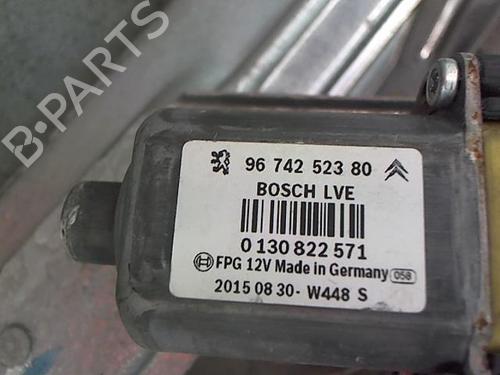 B-PARTS
96 742 523 80
BOSCH LVE
0 130 822 571
FPG 12V Made in Germany 058
2015 08 30- W448 S